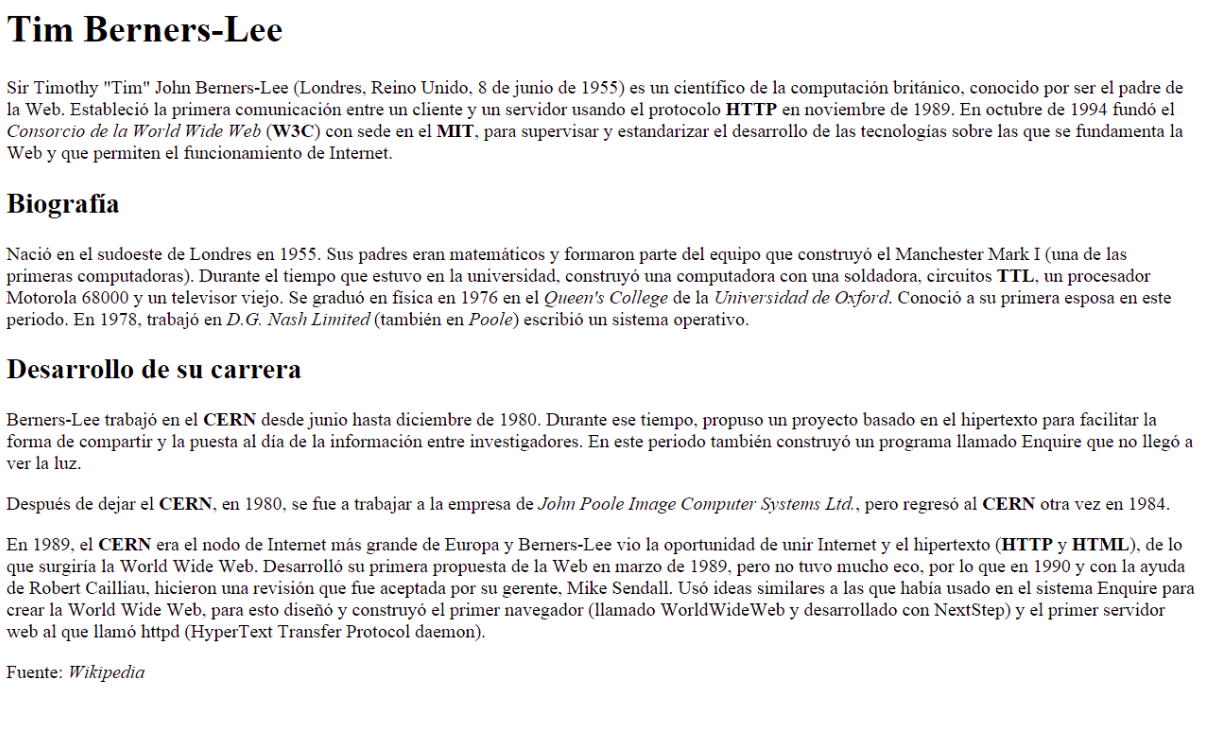 Tim Berners-Lee
Sir Timothy "Tim" John Berners-Lee (Londres, Reino Unido, 8 de junio de 1955) es un científico de la computación británico, conocido por ser el padre de
la Web. Estableció la primera comunicación entre un cliente y un servidor usando el protocolo HTTP en noviembre de 1989. En octubre de 1994 fundó el
Consorcio de la World Wide Web (W3C) con sede en el MIT, para supervisar y estandarizar el desarrollo de las tecnologías sobre las que se fundamenta la
Web y que permiten el funcionamiento de Internet.
Biografía
Nació en el sudoeste de Londres en 1955. Sus padres eran matemáticos y formaron parte del equipo que construyó el Manchester Mark I (una de las
primeras computadoras). Durante el tiempo que estuvo en la universidad, construyó una computadora con una soldadora, circuitos TTL, un procesador
Motorola 68000 y un televisor viejo. Se graduó en física en 1976 en el Queen's College de la Universidad de Oxford. Conoció a su primera esposa en este
periodo. En 1978, trabajó en D.G. Nash Limited (también en Poole) escribió un sistema operativo.
Desarrollo de su carrera
Berners-Lee trabajó en el CERN desde junio hasta diciembre de 1980. Durante ese tiempo, propuso un proyecto basado en el hipertexto para facilitar la
forma de compartir y la puesta al día de la información entre investigadores. En este periodo también construyó un programa llamado Enquire que no llegó a
ver la luz.
Después de dejar el CERN, en 1980, se fue a trabajar a la empresa de John Poole Image Computer Systems Ltd., pero regresó al CERN otra vez en 1984.
En 1989, el CERN era el nodo de Internet más grande de Europa y Berners-Lee vio la oportunidad de unir Internet y el hipertexto (HTTP y HTML), de lo
que surgiría la World Wide Web. Desarrolló su primera propuesta de la Web en marzo de 1989, pero no tuvo mucho eco, por lo que en 1990 y con la ayuda
de Robert Cailliau, hicieron una revisión que fue aceptada por su gerente, Mike Sendall. Usó ideas similares a las que había usado en el sistema Enquire para
crear la World Wide Web, para esto diseñó y construyó el primer navegador (llamado WorldWideWeb y desarrollado con NextStep) y el primer servidor
web al que llamó httpd (HyperText Transfer Protocol daemon).
Fuente: Wikipedia